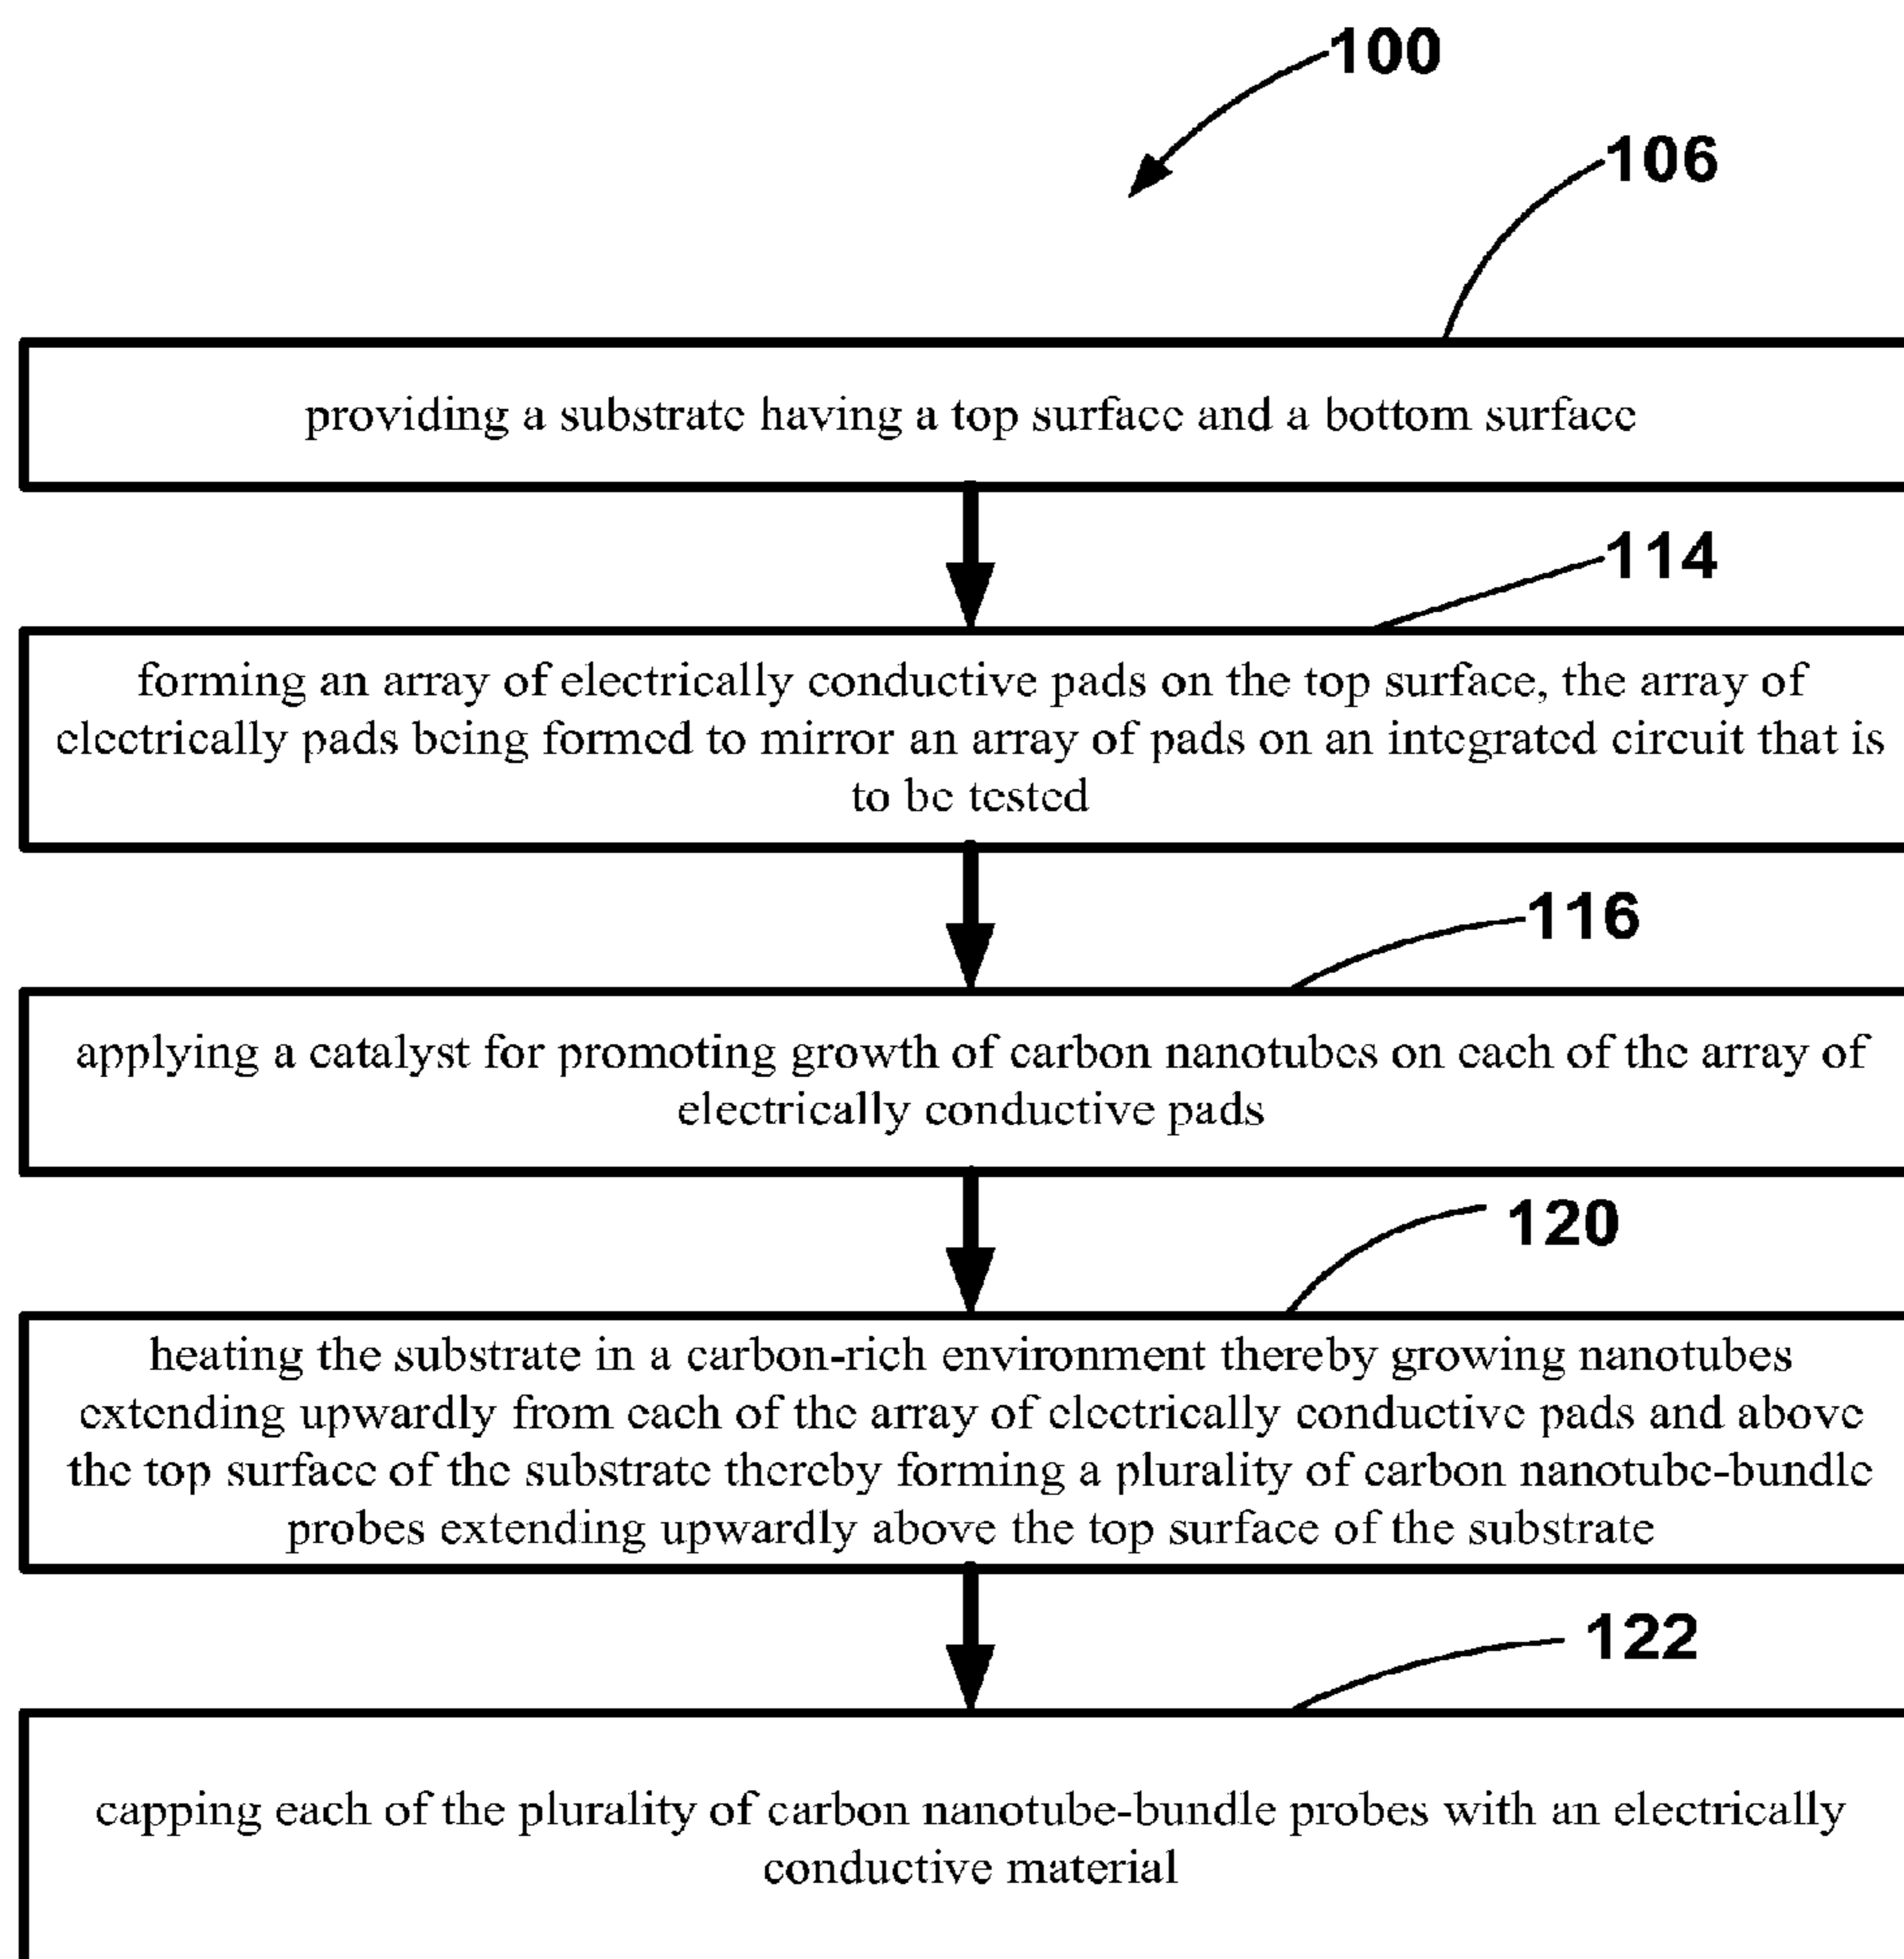 100
106
providing a substrate having a top surface and a bottom surface
114
forming an array of electrically conductive pads on the top surface, the array of
electrically pads being formed to mirror an array of pads on an integrated circuit that is
to be tested
116
applying a catalyst for promoting growth of carbon nanotubes on each of the array of
electrically conductive pads
120
heating the substrate in a carbon-rich environment thereby growing nanotubes
extending upwardly from each of the array of electrically conductive pads and above
the top surface of the substrate thereby forming a plurality of carbon nanotube-bundle
probes extending upwardly above the top surface of the substrate
122
capping each of the plurality of carbon nanotube-bundle probes with an electrically
conductive material